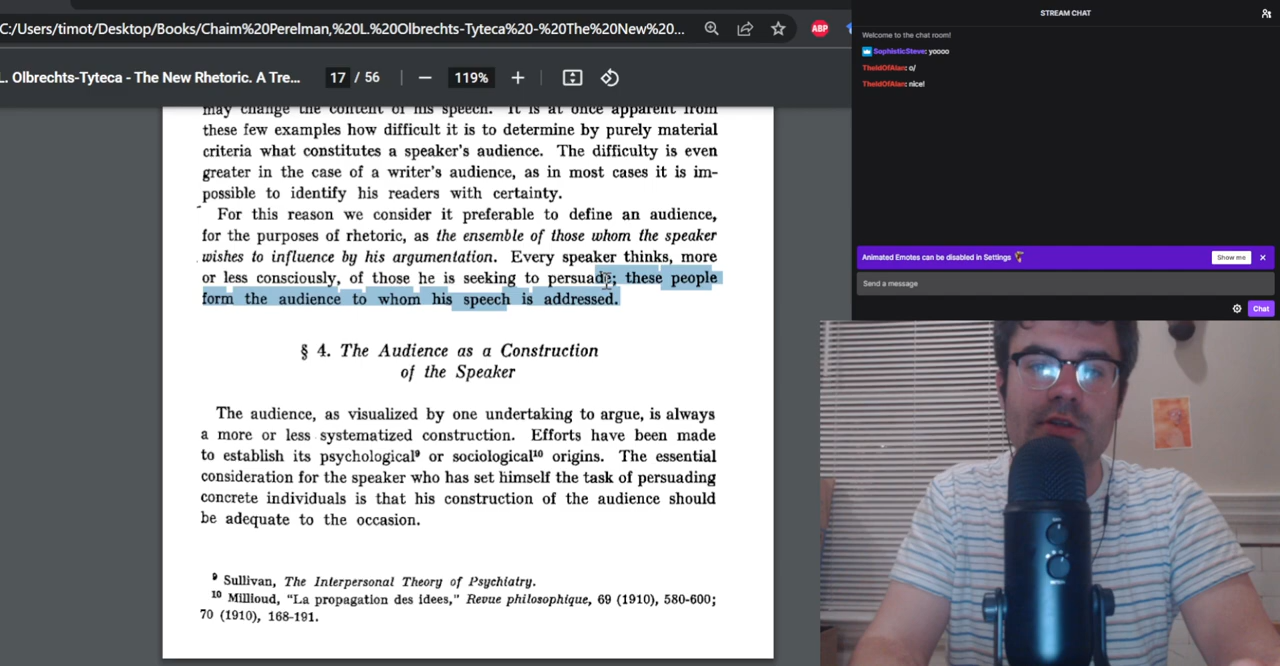 C:/Users/timot/Desktop/Books/Chaim%20Perelman,%20L.%20Olbrechts-Tyteca%20-%20The%20New%20...
ABP
L. Olbrechts-Tyteca - The New Rhetoric. A Tre...
17 / 56
119%
may change the content of his speech. It is at once apparent from
these few examples how difficult it is to determine by purely material
criteria what constitutes a speaker's audience. The difficulty is even
greater in the case of a writer's audience, as in most cases it is im-
possible to identify his readers with certainty.
For this reason we consider it preferable to define an audience,
for the purposes of rhetoric, as the ensemble of those whom the speaker
wishes to influence by his argumentation. Every speaker thinks, more
or less consciously, of those he is seeking to persuade; these people
form the audience to whom his speech is addressed.
§ 4. The Audience as a Construction
of the Speaker
The audience, as visualized by one undertaking to argue, is always
a more or less systematized construction. Efforts have been made
to establish its psychological⁹ or sociological¹⁰ origins. The essential
consideration for the speaker who has set himself the task of persuading
concrete individuals is that his construction of the audience should
be adequate to the occasion.
⁹ Sullivan, The Interpersonal Theory of Psychiatry.
¹⁰ Millioud, "La propagation des idees," Revue philosophique, 69 (1910), 580-600;
70 (1910), 168-191.
STREAM CHAT
Welcome to the chat room!
SophisticSteve: yoooo
TheIdOfAlan: o/
TheIdOfAlan: nice!
Animated Emotes can be disabled in Settings
Show me
Send a message
Chat